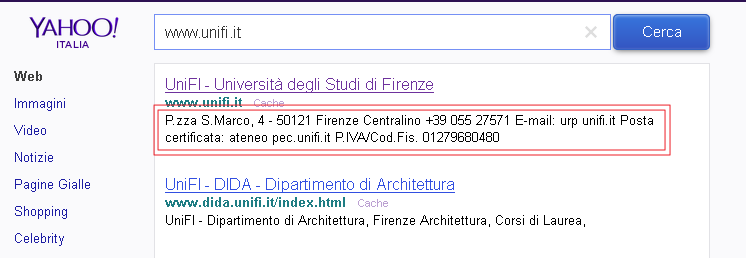 YAHOO!
ITALIA
www.unifi.it
Cerca
Web
Immagini
Video
Notizie
Pagine Gialle
Shopping
Celebrity
UniFI - Università degli Studi di Firenze
www.unifi.it Cache
P.zza S.Marco, 4 - 50121 Firenze Centralino +39 055 27571 E-mail: urp unifi.it Posta
certificata: ateneo pec.unifi.it P.IVA/Cod.Fis. 01279680480
UniFI - DIDA - Dipartimento di Architettura
www.dida.unifi.it/index.html Cache
UniFI - Dipartimento di Architettura, Firenze Architettura, Corsi di Laurea,